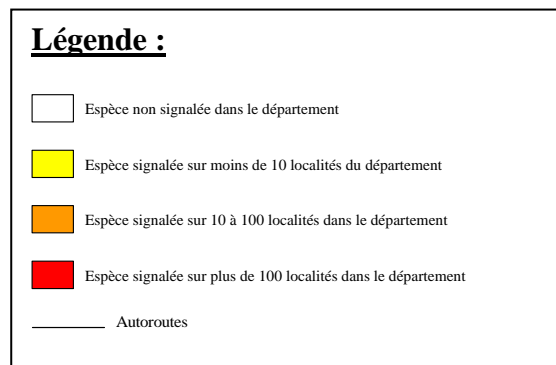 Légende :
Espèce non signalée dans le département
Espèce signalée sur moins de 10 localités du département
Espèce signalée sur 10 à 100 localités dans le département
Espèce signalée sur plus de 100 localités dans le département
Autoroutes